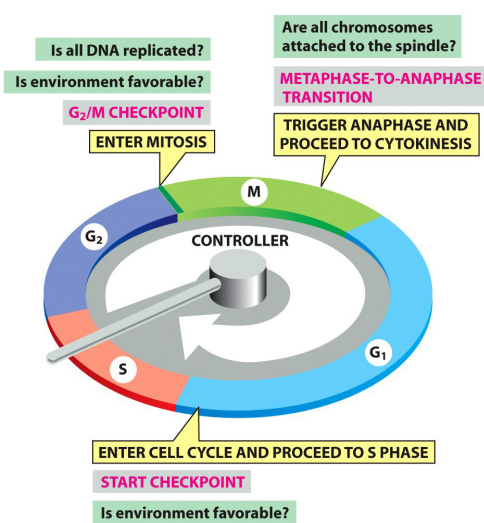 Is all DNA replicated?
Is environment favorable?
G₂/M CHECKPOINT
ENTER MITOSIS
Are all chromosomes
attached to the spindle?
METAPHASE-TO-ANAPHASE
TRANSITION
TRIGGER ANAPHASE AND
PROCEED TO CYTOKINESIS
M
G₂
CONTROLLER
G₁
S
ENTER CELL CYCLE AND PROCEED TO S PHASE
START CHECKPOINT
Is environment favorable?